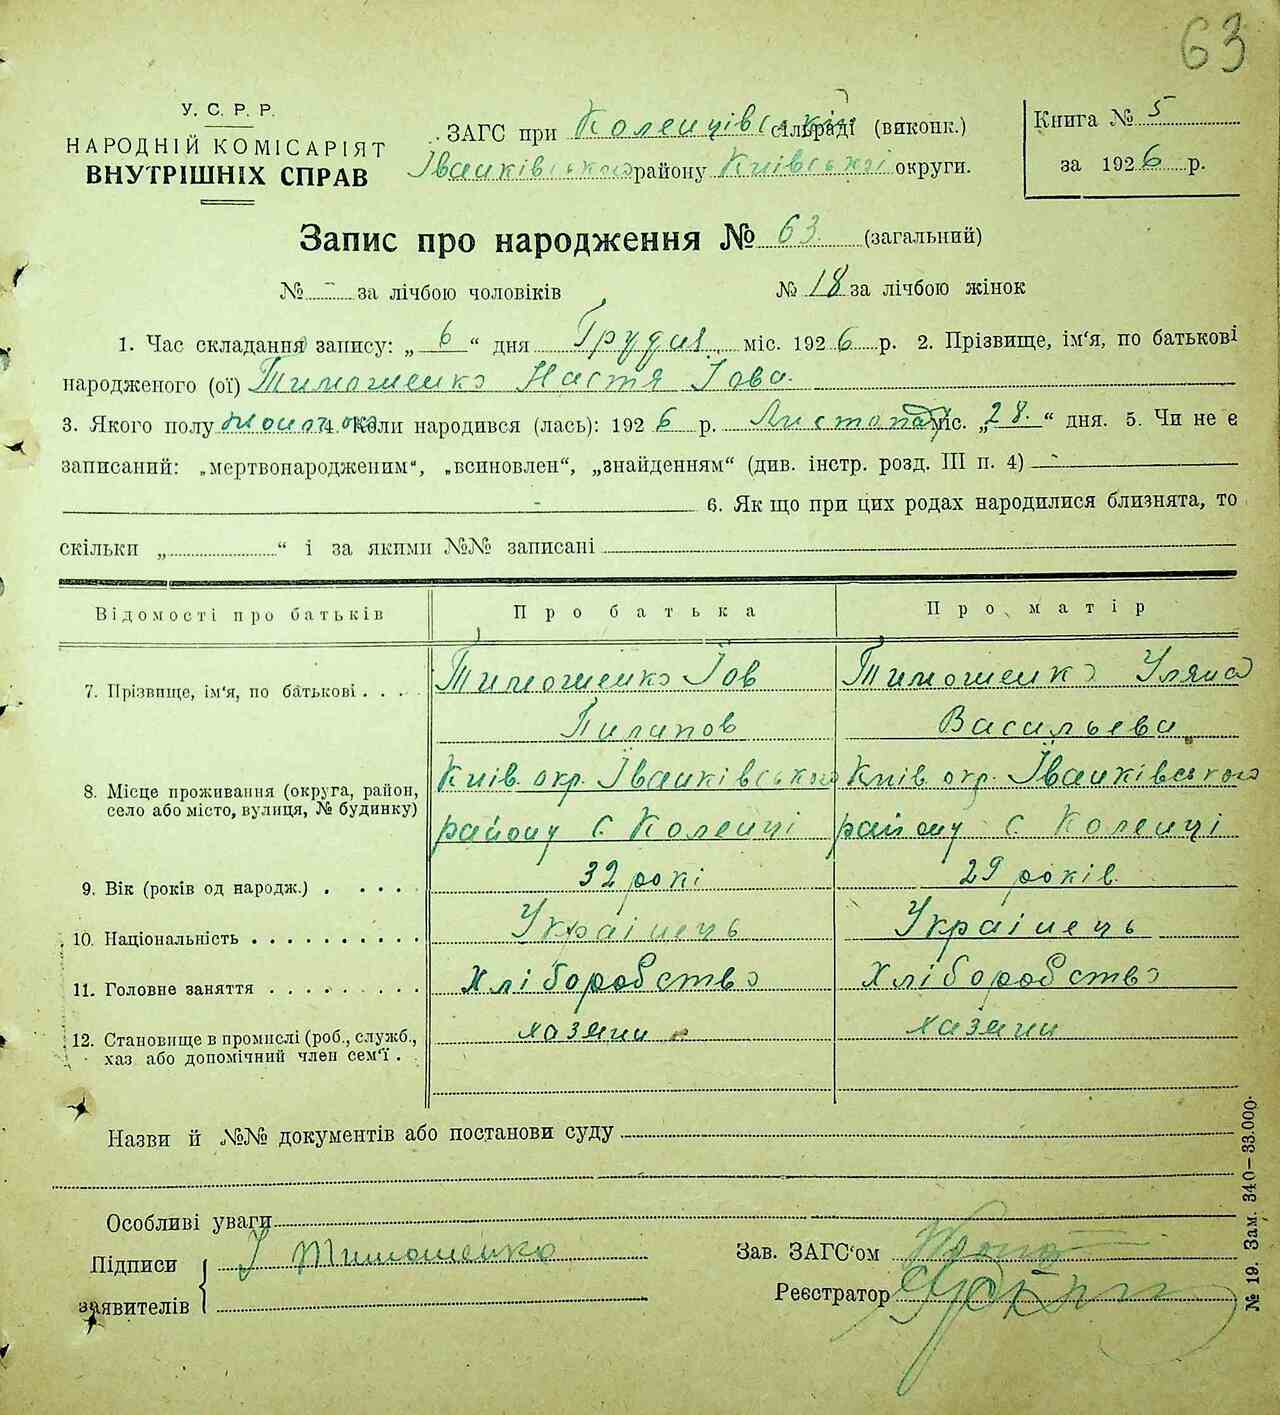 63
У. С. Р. Р.
НАРОДНІЙ КОМІСАРІЯТ
ВНУТРІШНІХ СПРАВ
ЗАГС при Коленцівській сільраді (виконк.)
Іванківського району Київської округи.
Книга № 5
за 1926 р.
Запис про народження № 63 (загальний)
№ - за лічбою чоловіків № 18 за лічбою жінок
1. Час складання запису: „ 6 “ дня Грудня міс. 1926 р. 2. Прізвище, ім‘я, по батькові
народженого (ої) Тимошенко Настя Іова.
3. Якого полу жіночого 4. Коли народився (лась): 1926 р. Листопад міс. „ 28. “ дня. 5. Чи не є
записаний: „мертвонародженим“, „всиновлен“, „знайденням“ (див. інстр. розд. III п. 4) -
- 6. Як що при цих родах народилися близнята, то
скільки „ “ і за якими №№ записані
Відомості про батьків Про батька Про матір
7. Прізвище, ім‘я, по батькові . . . . Тимошенко Іов Тимошенко Уляна
Пилипов Васильева
8. Місце проживання (округа, район, село або місто, вулиця, № будинку) Київ. окр. Іванківського Київ. окр. Іванківського
району с. Коленці району с. Коленці
9. Вік (років од народж.) . . . . . 32 рокі 29 років
10. Національність . . . . . . . . . . Українець Українець
11. Головне заняття . . . . . . . . . Хліборобство Хліборобство
12. Становище в промислі (роб., служб., хаз. або допомічний член сем‘ї . . хазяин хазяин
Назви й №№ документів або постанови суду
Особливі уваги
Підписи І Тимошенко Зав. ЗАГС‘ом
заявителів Реєстратор
№ 19. Зам. 340—33.000.